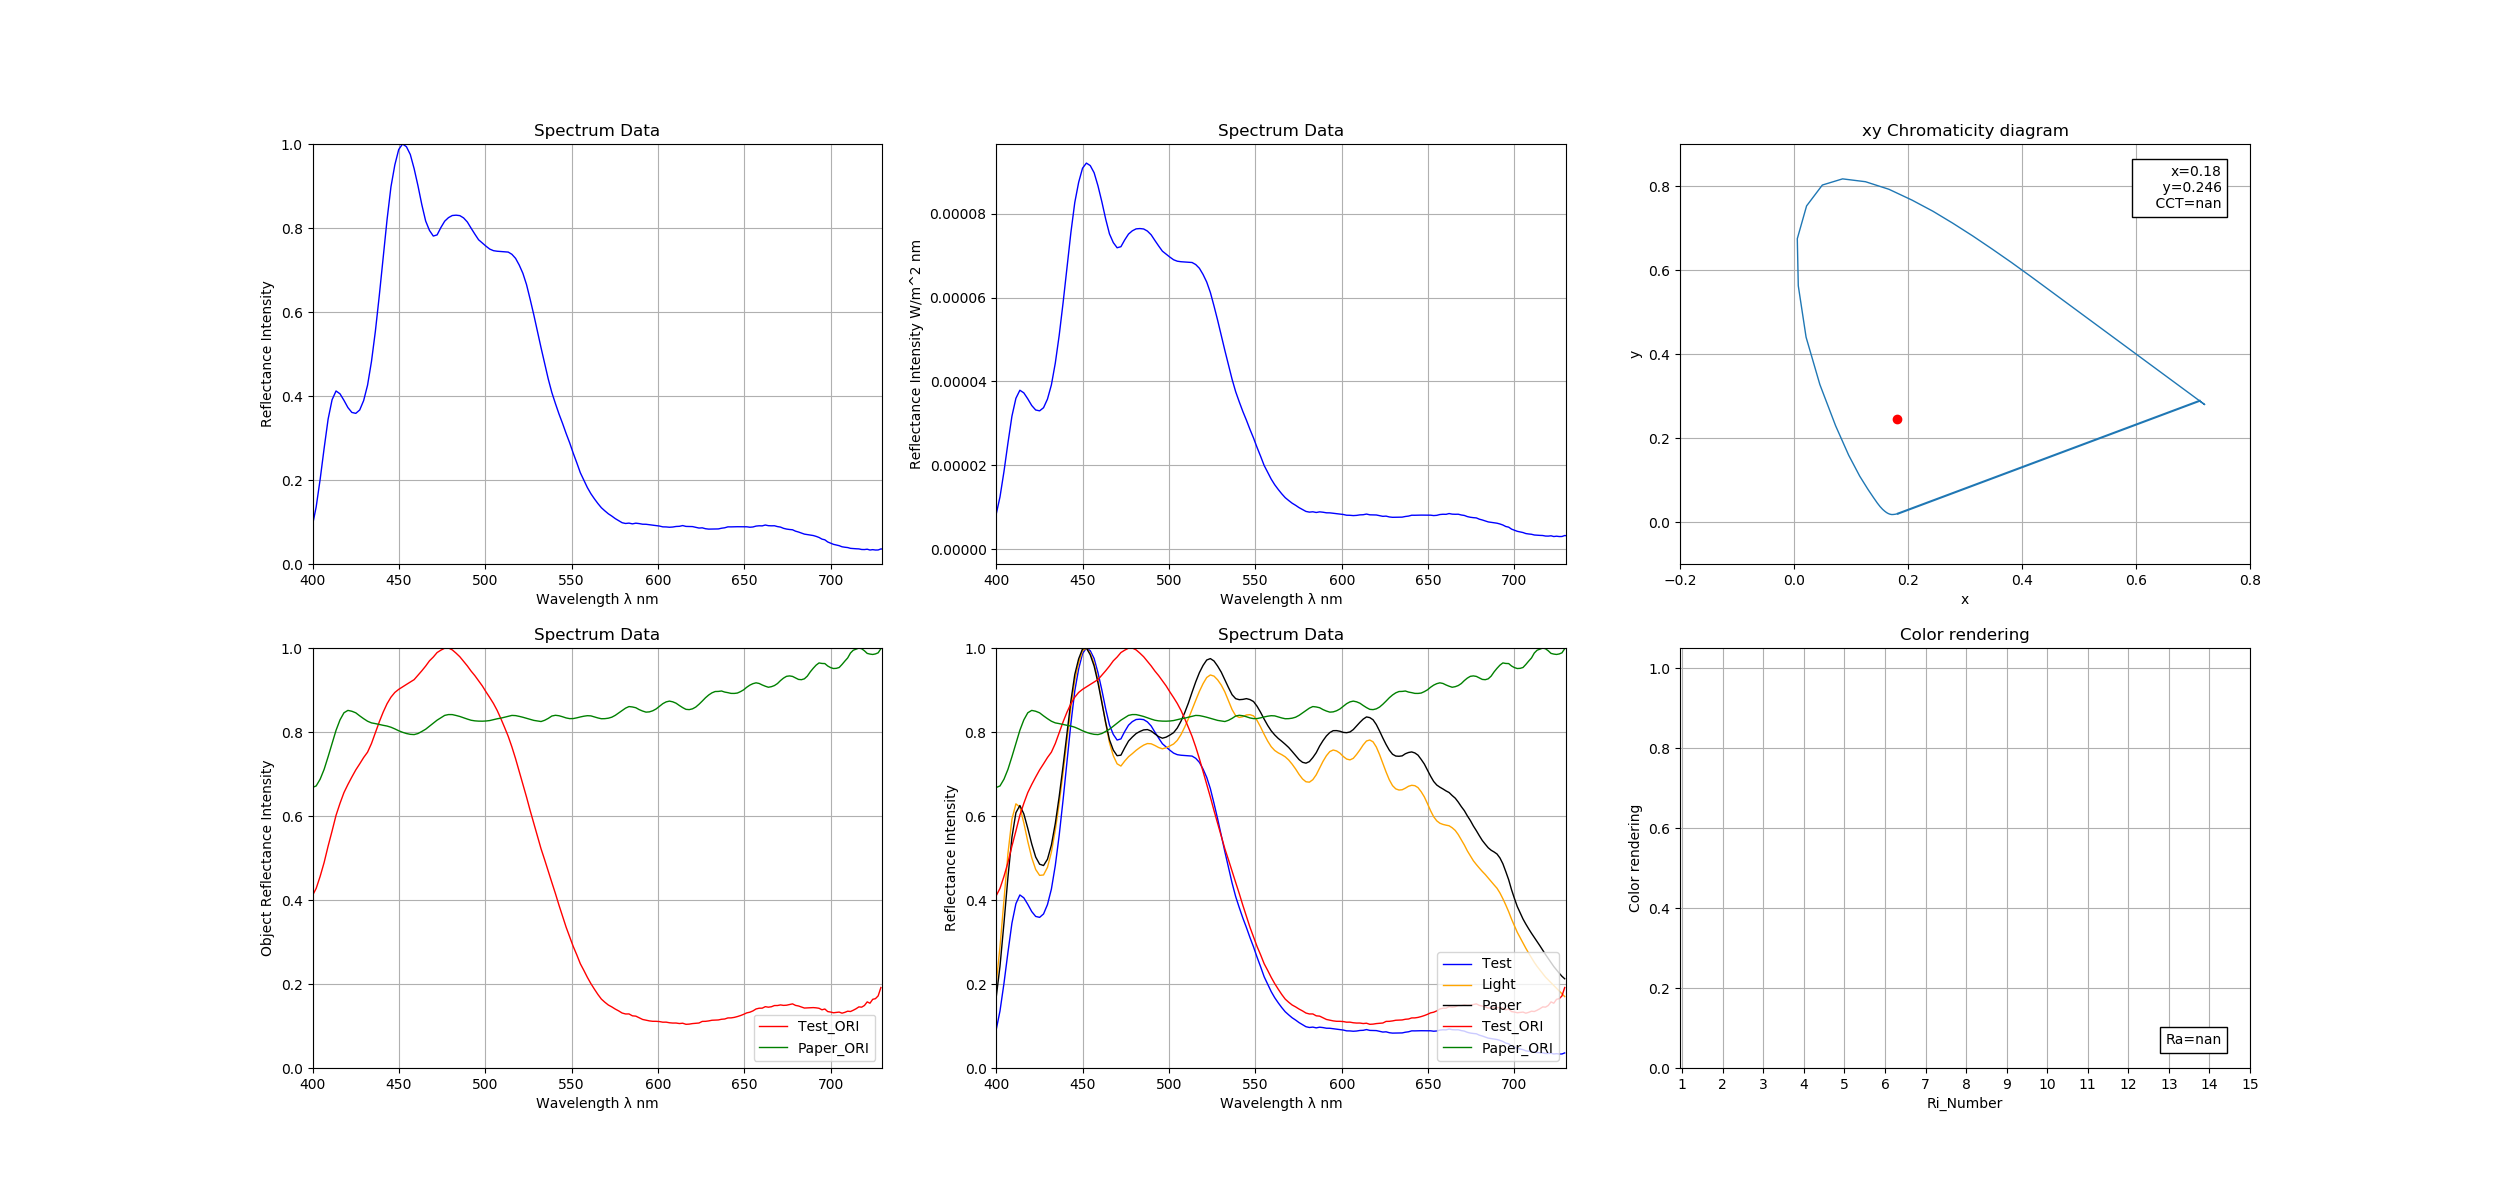 Spectrum Data
1.0
0.8
0.6
0.4
0.2
0.0
Reflectance Intensity
400 450 500 550 600 650 700
Wavelength λ nm
Spectrum Data
0.00008
0.00006
0.00004
0.00002
0.00000
Reflectance Intensity W/m^2 nm
400 450 500 550 600 650 700
Wavelength λ nm
xy Chromaticity diagram
x=0.18
y=0.246
CCT=nan
0.8
0.6
0.4
0.2
0.0
y
−0.2 0.0 0.2 0.4 0.6 0.8
x
Spectrum Data
1.0
0.8
0.6
0.4
0.2
0.0
Object Reflectance Intensity
Test_ORI
Paper_ORI
400 450 500 550 600 650 700
Wavelength λ nm
Spectrum Data
1.0
0.8
0.6
0.4
0.2
0.0
Reflectance Intensity
Test
Light
Paper
Test_ORI
Paper_ORI
400 450 500 550 600 650 700
Wavelength λ nm
Color rendering
1.0
0.8
0.6
0.4
0.2
0.0
Color rendering
Ra=nan
1 2 3 4 5 6 7 8 9 10 11 12 13 14 15
Ri_Number